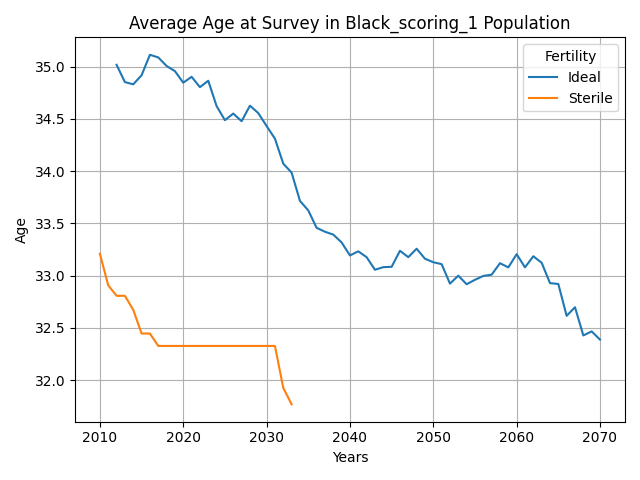 Average Age at Survey in Black_scoring_1 Population
Fertility
Ideal
Sterile
35.0
34.5
34.0
33.5
33.0
32.5
32.0
Age
2010 2020 2030 2040 2050 2060 2070
Years